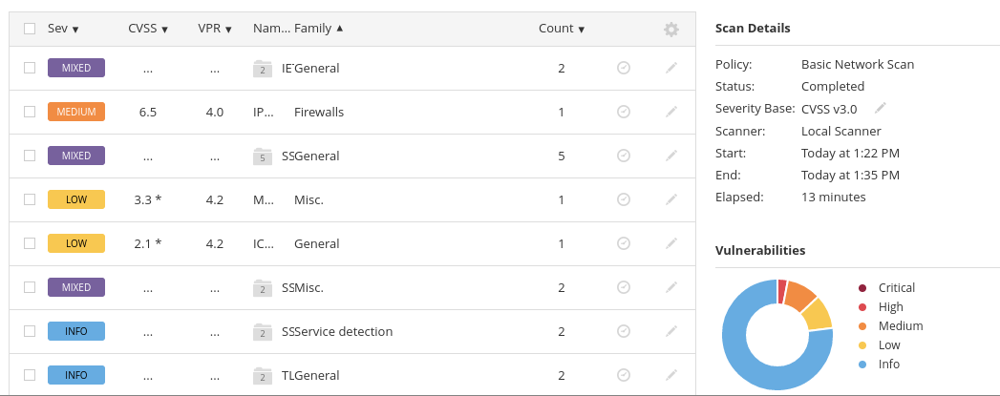 Sev ▼ CVSS ▼ VPR ▼ Nam... Family ▲ Count ▼
MIXED ... ... 2 IETGeneral 2
MEDIUM 6.5 4.0 IP... Firewalls 1
MIXED ... ... 5 SSGeneral 5
LOW 3.3 * 4.2 M... Misc. 1
LOW 2.1 * 4.2 IC... General 1
MIXED ... ... 2 SSMisc. 2
INFO ... ... 2 SSService detection 2
INFO ... ... 2 TLGeneral 2
Scan Details
Policy: Basic Network Scan
Status: Completed
Severity Base: CVSS v3.0
Scanner: Local Scanner
Start: Today at 1:22 PM
End: Today at 1:35 PM
Elapsed: 13 minutes
Vulnerabilities
Critical
High
Medium
Low
Info